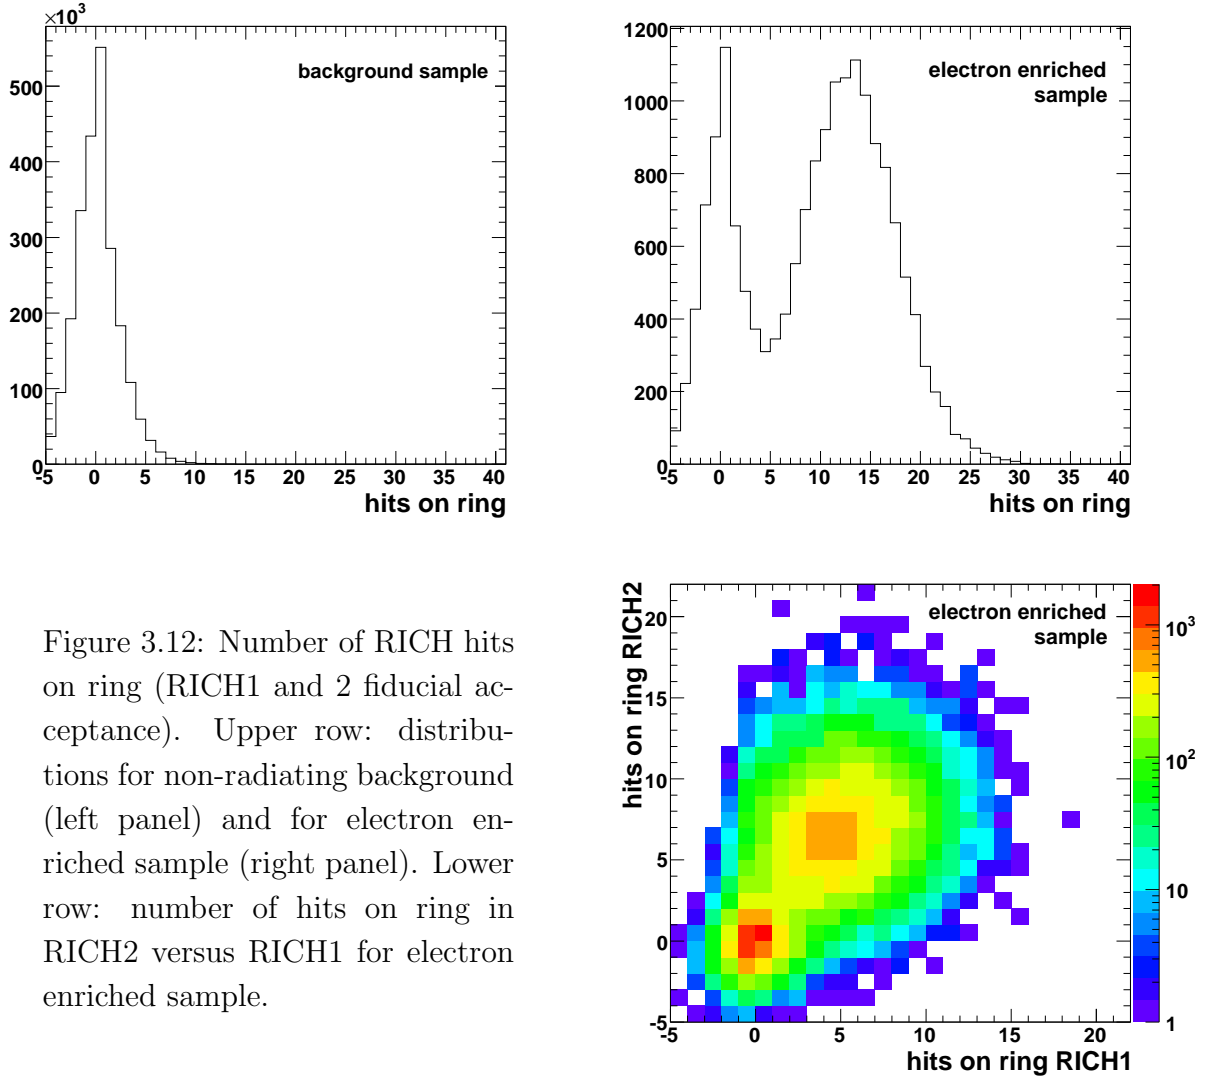 ×10³
500
400
300
200
100
0
-5 0 5 10 15 20 25 30 35 40
background sample
hits on ring
1200
1000
800
600
400
200
0
-5 0 5 10 15 20 25 30 35 40
electron enriched
sample
hits on ring
Figure 3.12: Number of RICH hits
on ring (RICH1 and 2 fiducial ac-
ceptance). Upper row: distribu-
tions for non-radiating background
(left panel) and for electron en-
riched sample (right panel). Lower
row: number of hits on ring in
RICH2 versus RICH1 for electron
enriched sample.
hits on ring RICH2
20
15
10
5
0
-5
-5 0 5 10 15 20
electron enriched
sample
hits on ring RICH1
10³
10²
10
1